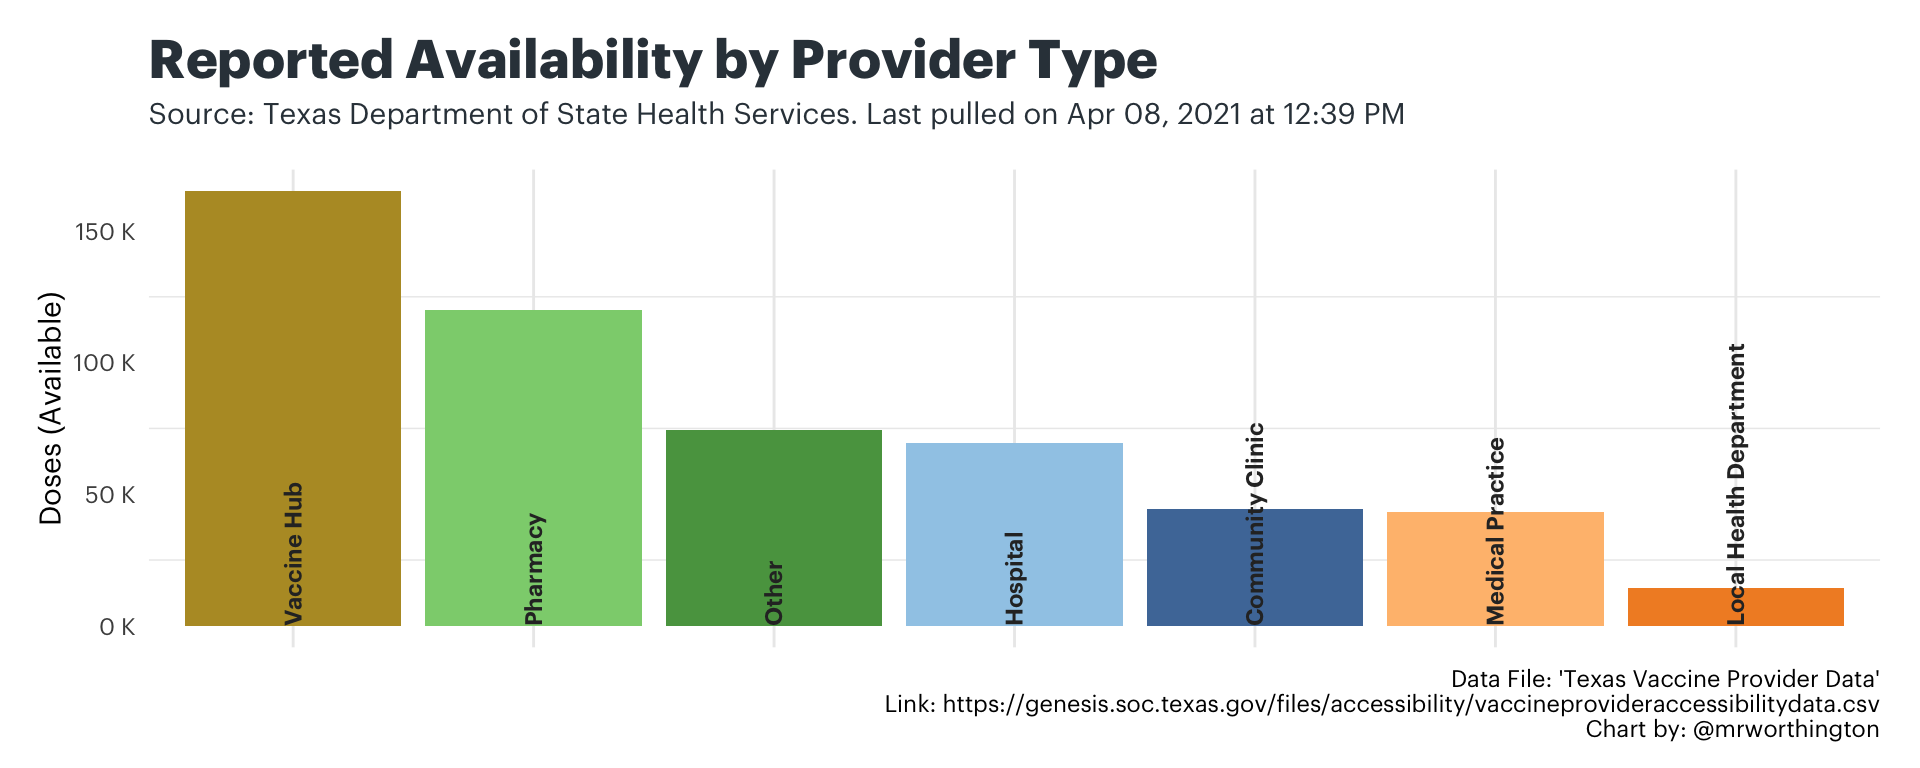 Reported Availability by Provider Type
Source: Texas Department of State Health Services. Last pulled on Apr 08, 2021 at 12:39 PM
Doses (Available)
150 K
100 K
50 K
0 K
Vaccine Hub
Pharmacy
Other
Hospital
Community Clinic
Medical Practice
Local Health Department
Data File: 'Texas Vaccine Provider Data'
Link: https://genesis.soc.texas.gov/files/accessibility/vaccineprovideraccessibilitydata.csv
Chart by: @mrworthington